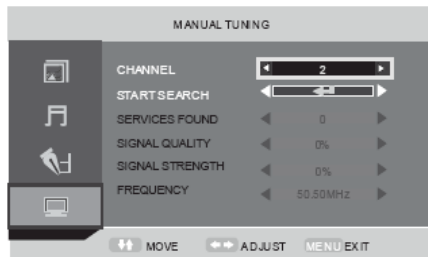 MANUAL TUNING
CHANNEL 2
START SEARCH
SERVICES FOUND 0
SIGNAL QUALITY 0%
SIGNAL STRENGTH 0%
FREQUENCY 50.50MHz
MOVE ADJUST MENU EXIT